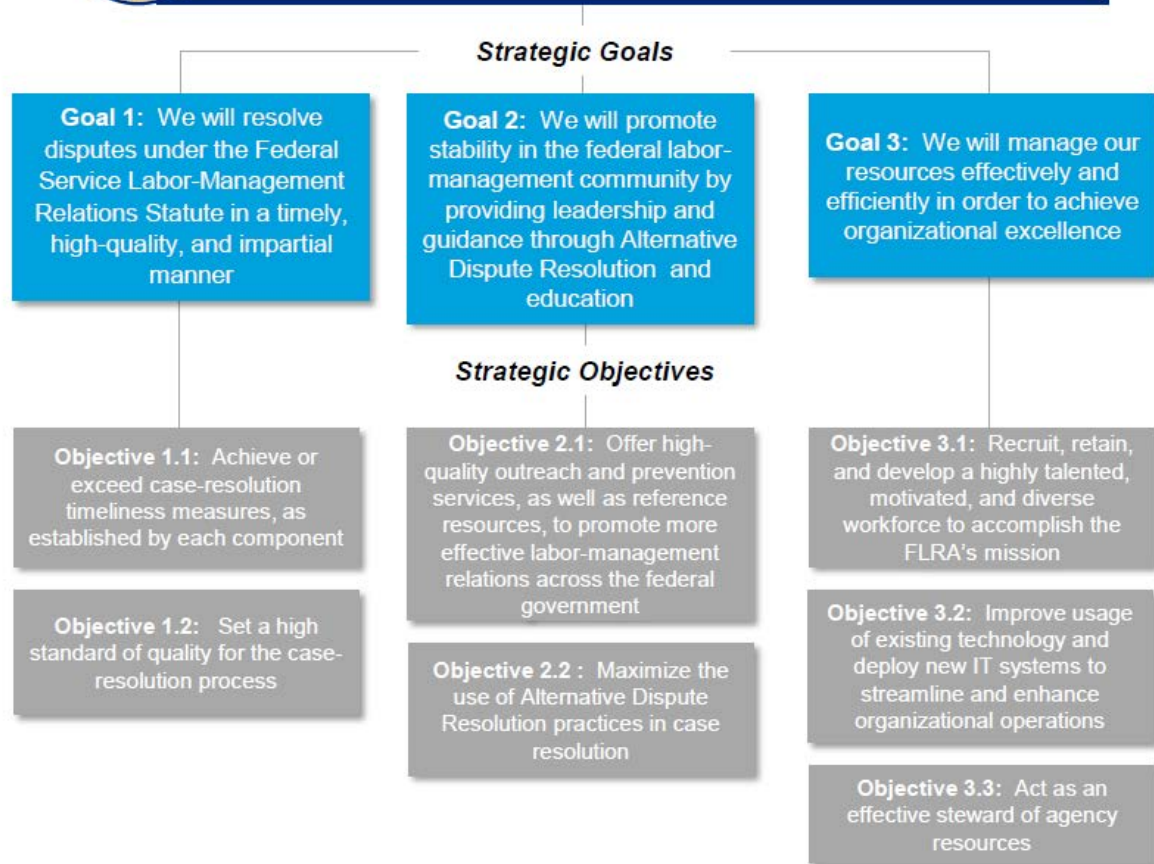 Strategic Goals
Goal 1:  We will resolve
disputes under the Federal
Service Labor-Management
Relations Statute in a timely,
high-quality, and impartial
manner
Goal 2:  We will promote
stability in the federal labor-
management community by
providing leadership and
guidance through Alternative
Dispute Resolution  and
education
Goal 3:  We will manage our
resources effectively and
efficiently in order to achieve
organizational excellence
Strategic Objectives
Objective 1.1:  Achieve or
exceed case-resolution
timeliness measures, as
established by each component
Objective 1.2:   Set a high
standard of quality for the case-
resolution process
Objective 2.1:  Offer high-
quality outreach and prevention
services, as well as reference
resources, to promote more
effective labor-management
relations across the federal
government
Objective 2.2 :  Maximize the
use of Alternative Dispute
Resolution practices in case
resolution
Objective 3.1:  Recruit, retain,
and develop a highly talented,
motivated, and diverse
workforce to accomplish the
FLRA's mission
Objective 3.2:  Improve usage
of existing technology and
deploy new IT systems to
streamline and enhance
organizational operations
Objective 3.3:  Act as an
effective steward of agency
resources